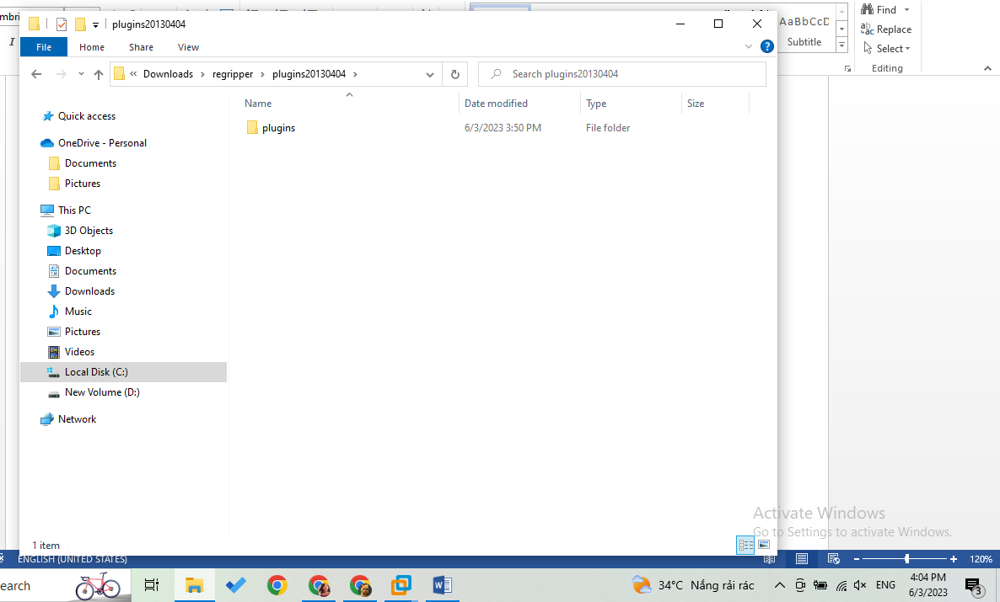 plugins20130404
File Home Share View
Downloads regripper plugins20130404
Search plugins20130404
Name Date modified Type Size
plugins 6/3/2023 3:50 PM File folder
Quick access
OneDrive - Personal
Documents
Pictures
This PC
3D Objects
Desktop
Documents
Downloads
Music
Pictures
Videos
Local Disk (C:)
New Volume (D:)
Network
1 item
AaBbCcD
Subtitle
Find
Replace
Select
Editing
Activate Windows
Go to Settings to activate Windows.
ENGLISH (UNITED STATES)
120%
earch
34°C Nắng rải rác
ENG
4:04 PM
6/3/2023
3